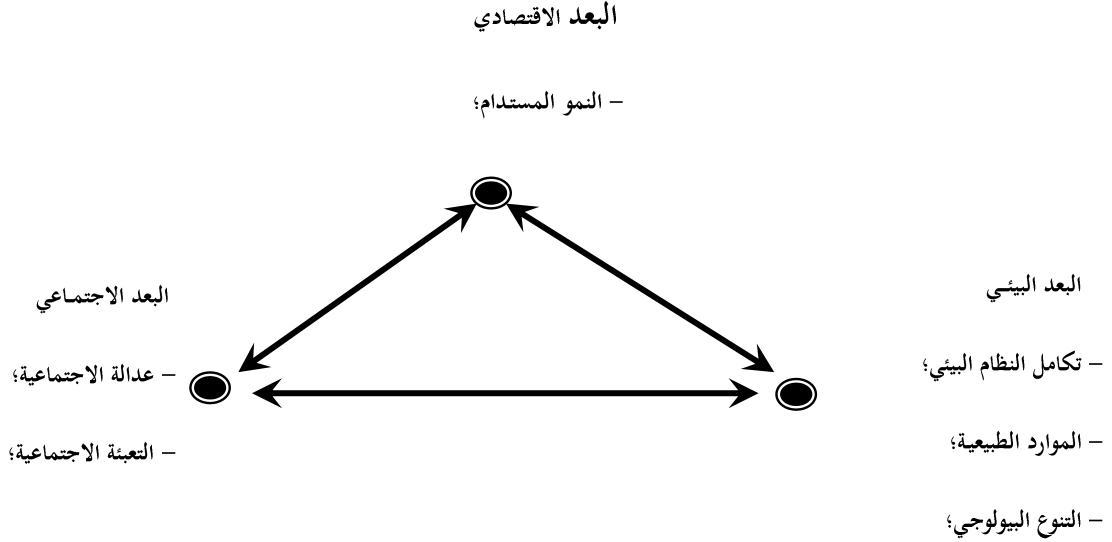 البعد الاقتصادي
– النمو المستدام؛
البعد البيئي
– تكامل النظام البيئي؛
– الموارد الطبيعية؛
– التنوع البيولوجي؛
البعد الاجتماعي
– عدالة الاجتماعية؛
– التعبئة الاجتماعية؛